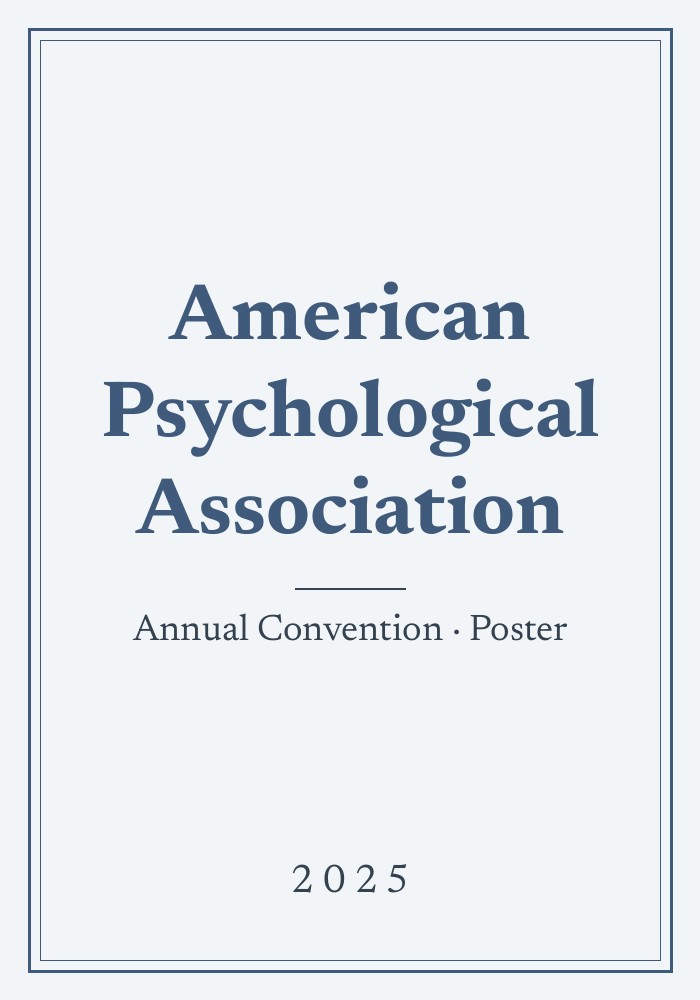 American
Psychological
Association
Annual Convention · Poster
2025